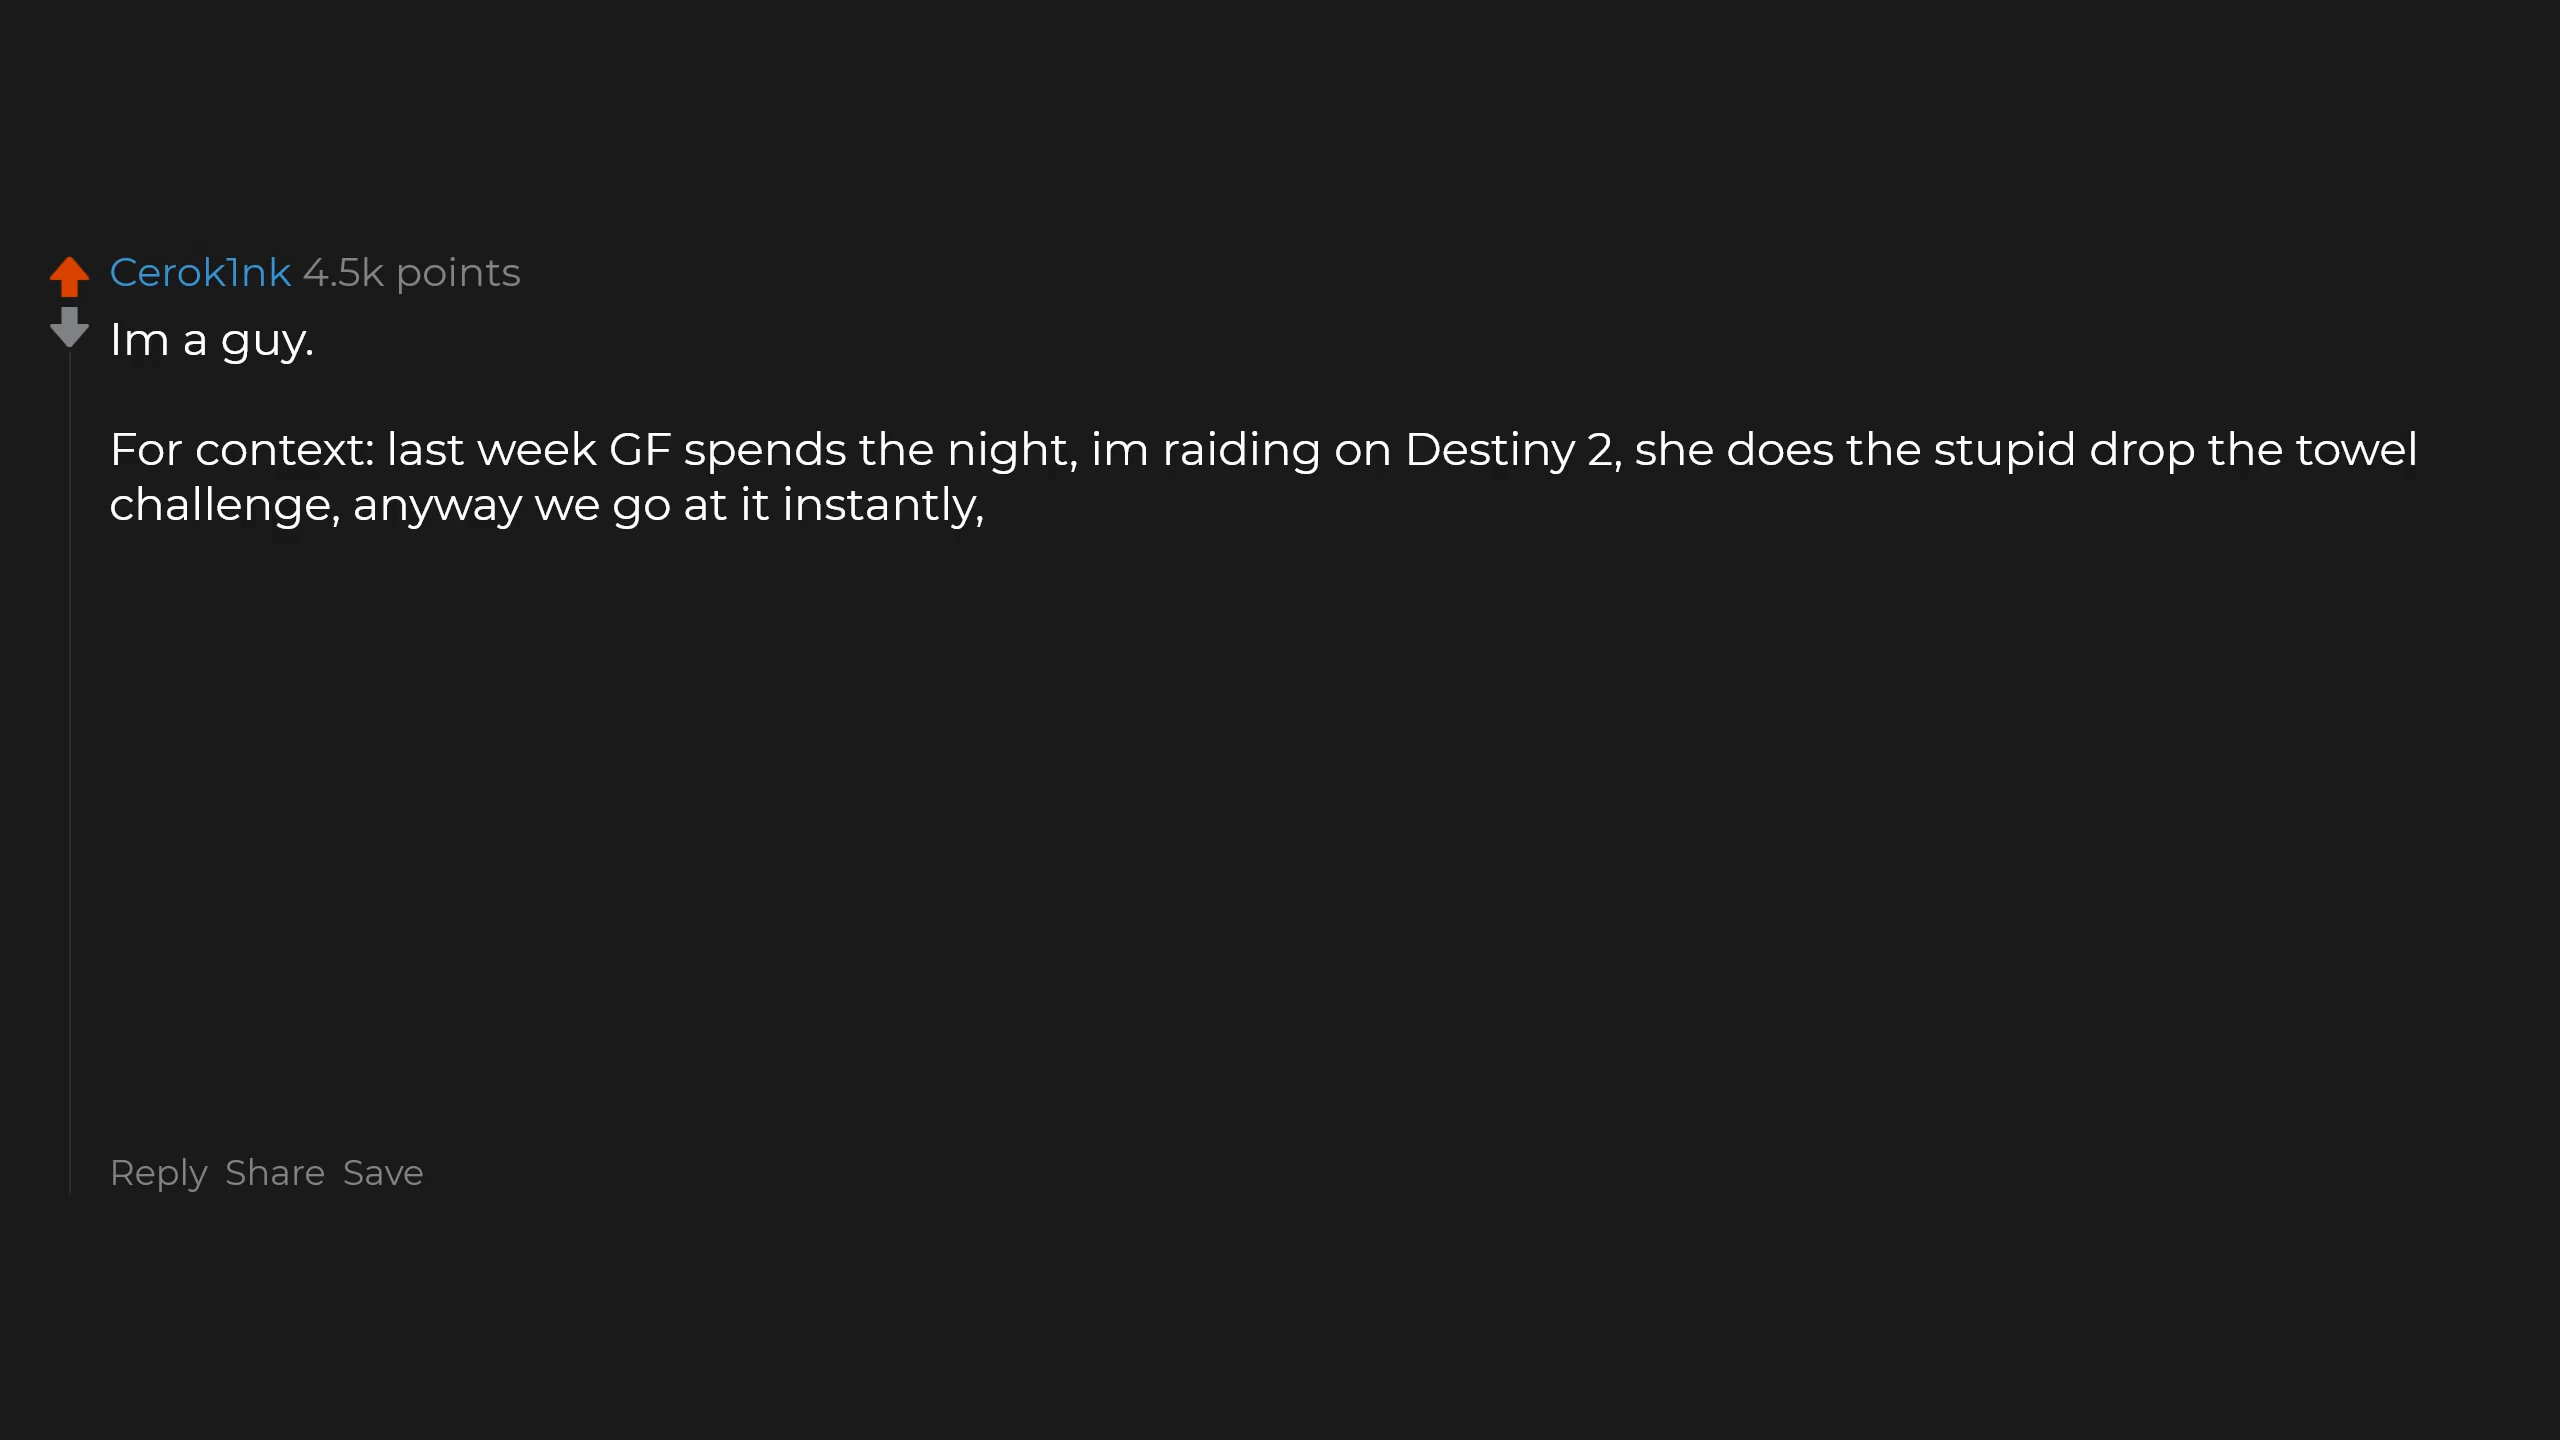 Cerok1nk 4.5k points
Im a guy.
For context: last week GF spends the night, im raiding on Destiny 2, she does the stupid drop the towel
challenge, anyway we go at it instantly,
Reply Share Save